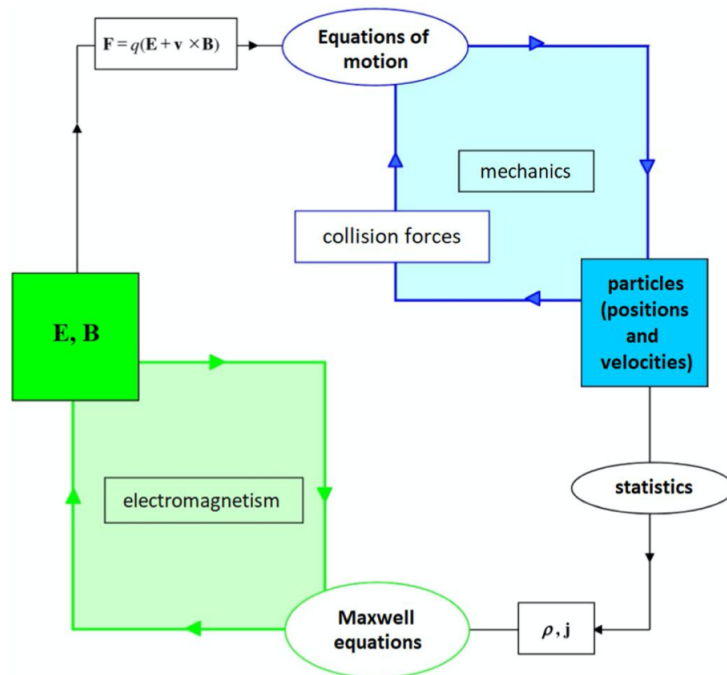 F = q(E + v × B)
Equations of
motion
mechanics
collision forces
particles
(positions
and
velocities)
E, B
electromagnetism
statistics
Maxwell
equations
ρ, j